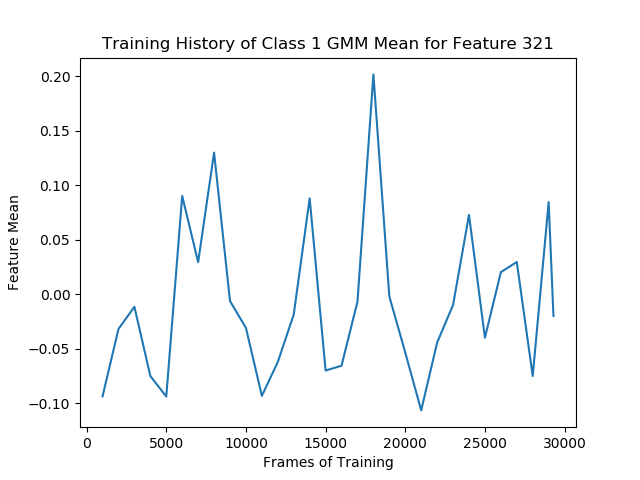 Training History of Class 1 GMM Mean for Feature 321
0.20
0.15
0.10
0.05
0.00
−0.05
−0.10
Feature Mean
0 5000 10000 15000 20000 25000 30000
Frames of Training